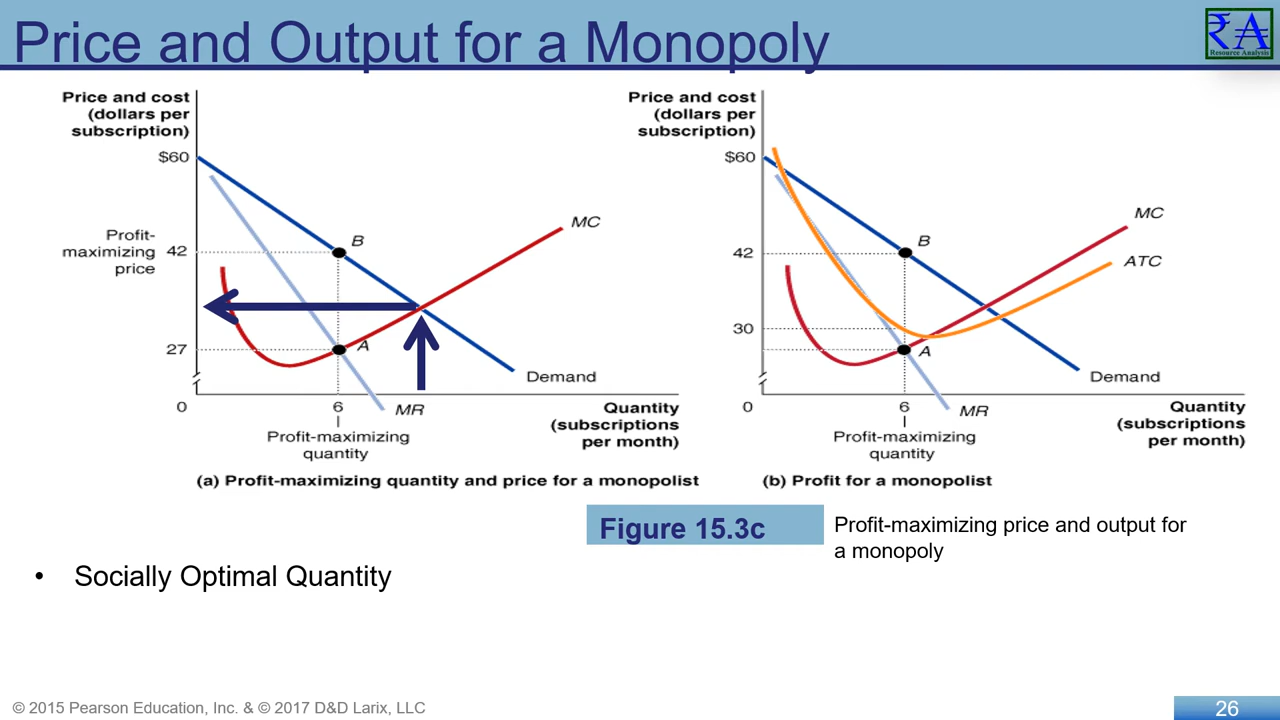 Price and Output for a Monopoly
₹A
Resource Analysis
Price and cost
(dollars per
subscription)
$60
Profit-
maximizing
price
42
27
0
6
B
A
MC
Demand
MR
Quantity
(subscriptions
per month)
Profit-maximizing
quantity
(a) Profit-maximizing quantity and price for a monopolist
Price and cost
(dollars per
subscription)
$60
42
30
0
6
B
A
MC
ATC
Demand
MR
Quantity
(subscriptions
per month)
Profit-maximizing
quantity
(b) Profit for a monopolist
Figure 15.3c
Profit-maximizing price and output for
a monopoly
• Socially Optimal Quantity
© 2015 Pearson Education, Inc. & © 2017 D&D Larix, LLC
26